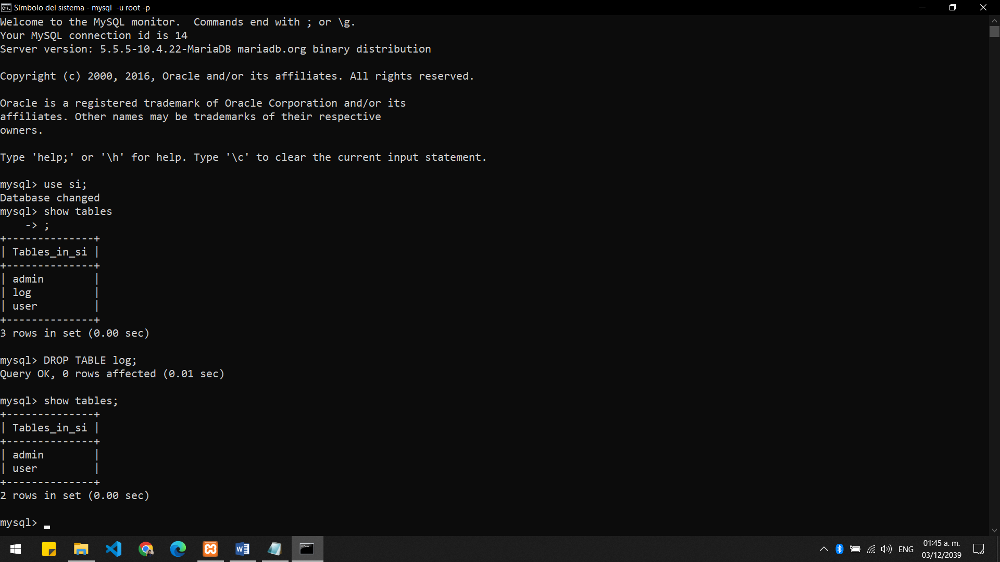 Símbolo del sistema - mysql  -u root -p
Welcome to the MySQL monitor.  Commands end with ; or \g.
Your MySQL connection id is 14
Server version: 5.5.5-10.4.22-MariaDB mariadb.org binary distribution

Copyright (c) 2000, 2016, Oracle and/or its affiliates. All rights reserved.

Oracle is a registered trademark of Oracle Corporation and/or its
affiliates. Other names may be trademarks of their respective
owners.

Type 'help;' or '\h' for help. Type '\c' to clear the current input statement.

mysql> use si;
Database changed
mysql> show tables
    -> ;
+--------------+
| Tables_in_si |
+--------------+
| admin        |
| log          |
| user         |
+--------------+
3 rows in set (0.00 sec)

mysql> DROP TABLE log;
Query OK, 0 rows affected (0.01 sec)

mysql> show tables;
+--------------+
| Tables_in_si |
+--------------+
| admin        |
| user         |
+--------------+
2 rows in set (0.00 sec)

mysql>
ENG
01:45 a. m.
03/12/2039